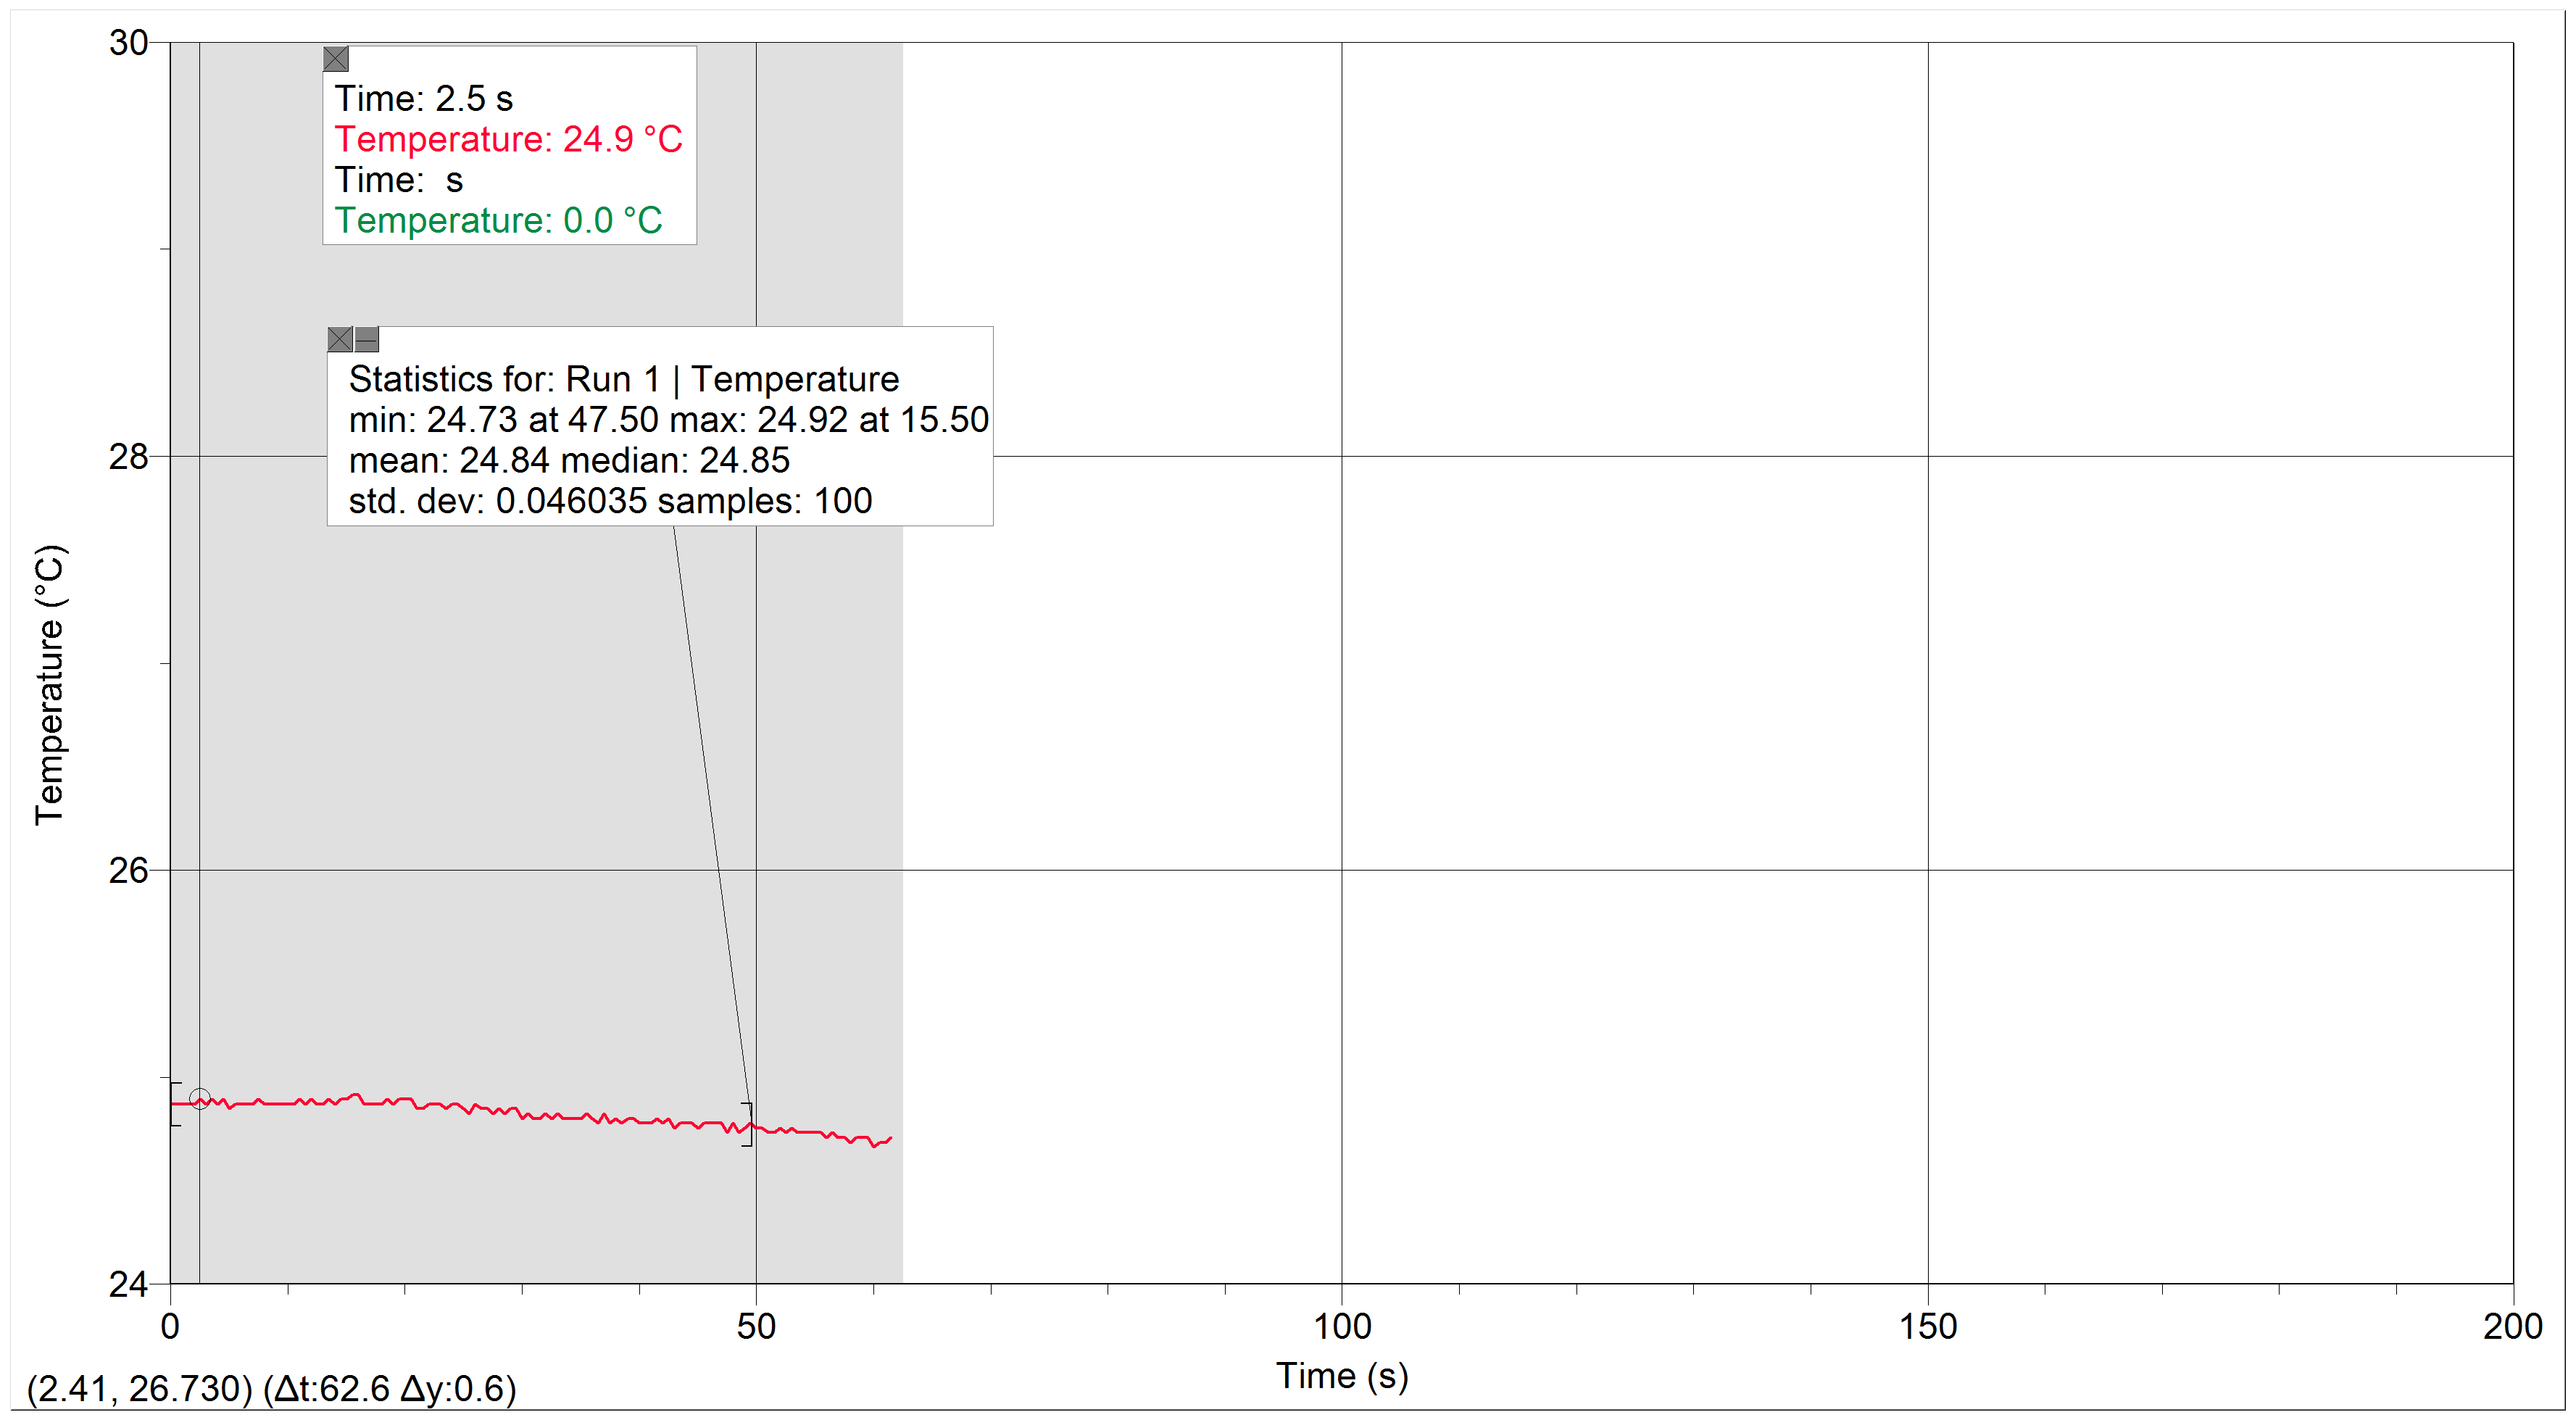 30
Time: 2.5 s
Temperature: 24.9 °C
Time:  s
Temperature: 0.0 °C
Statistics for: Run 1 | Temperature
min: 24.73 at 47.50 max: 24.92 at 15.50
mean: 24.84 median: 24.85
std. dev: 0.046035 samples: 100
28
Temperature (°C)
26
24
0 50 100 150 200
Time (s)
(2.41, 26.730) (Δt:62.6 Δy:0.6)